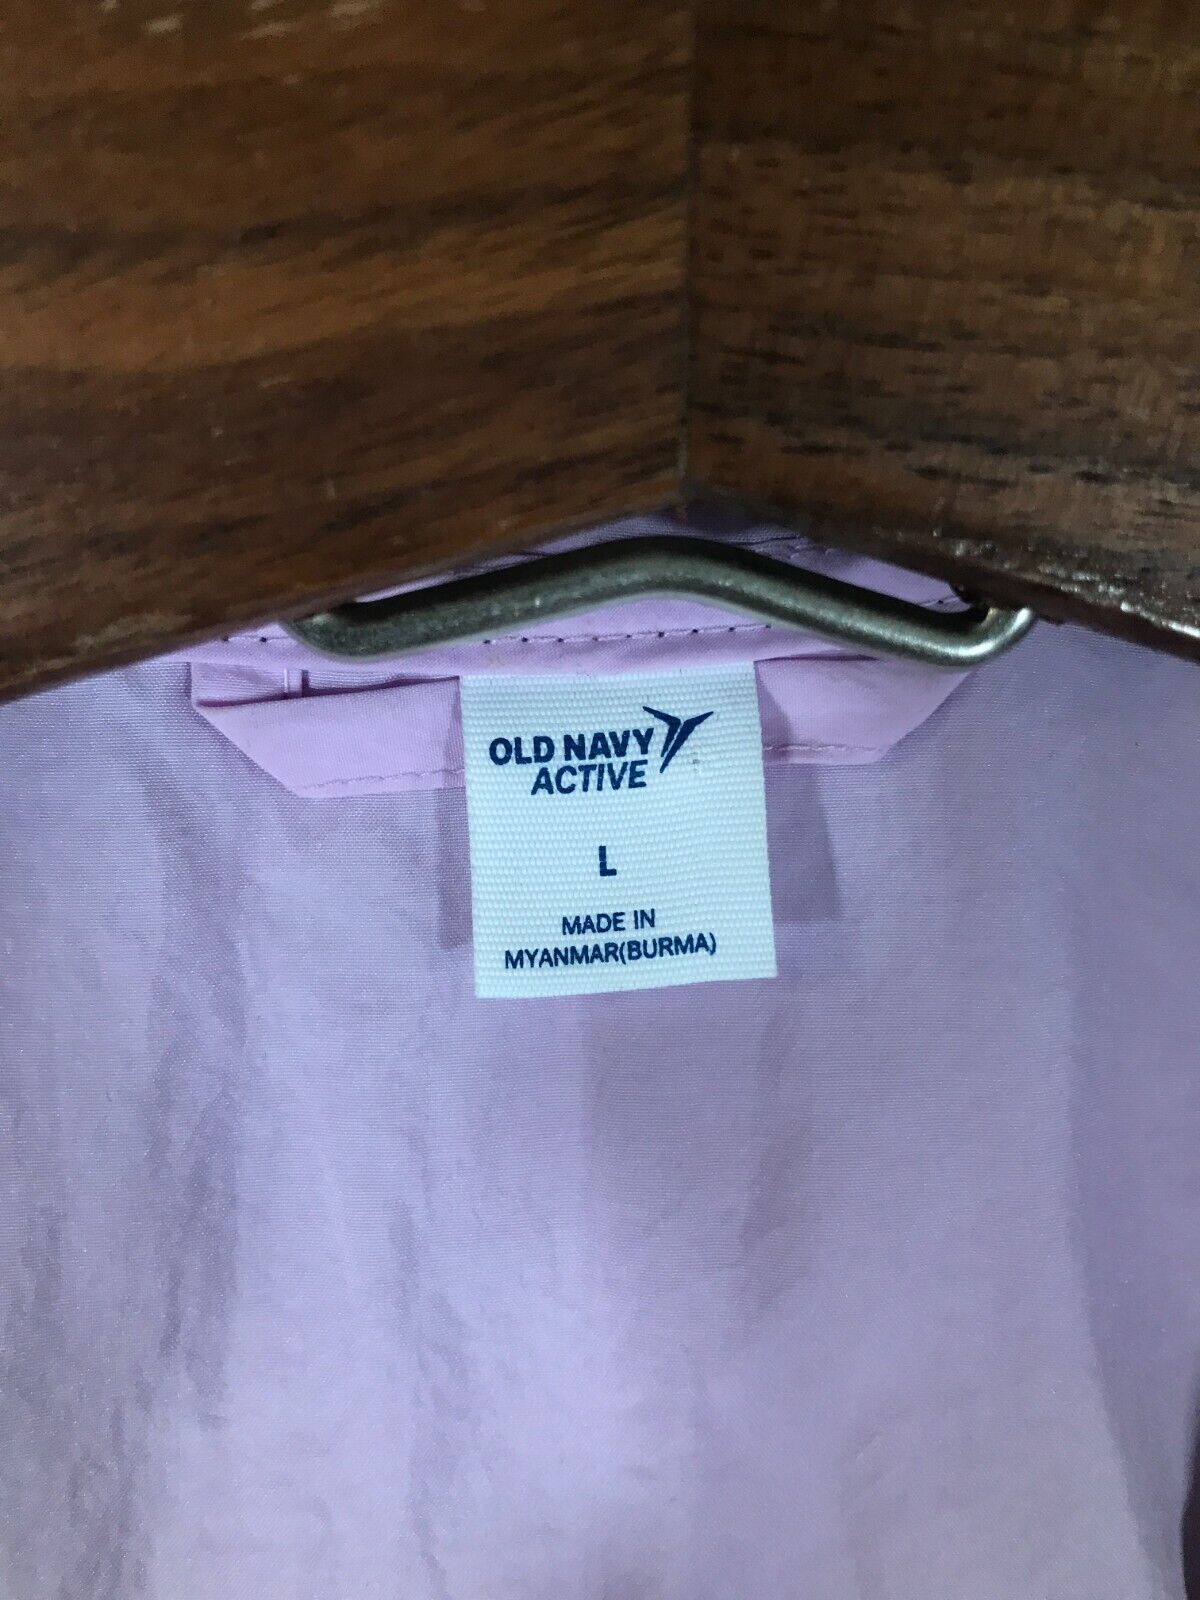 OLD NAVY
ACTIVE
L
MADE IN
MYANMAR(BURMA)